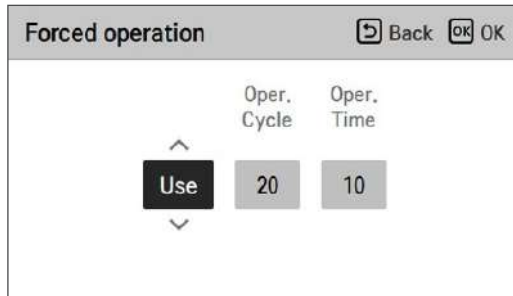 Forced operation Back OK OK
Oper. Oper.
Cycle Time
Use 20 10